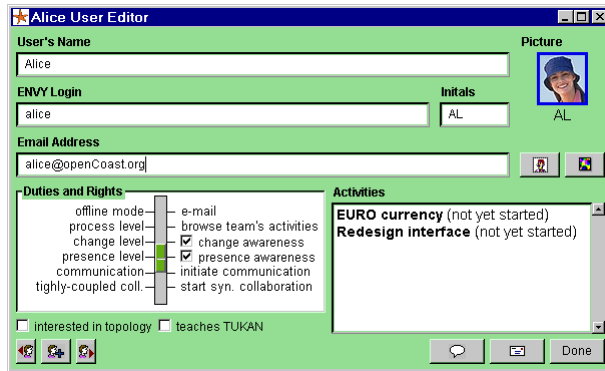 Alice User Editor
User's Name
Picture
Alice
ENVY Login
Initals
alice
AL
AL
Email Address
alice@openCoast.org
Duties and Rights
Activities
offline mode
e-mail
process level
browse team's activities
change level
change awareness
presence level
presence awareness
communication
initiate communication
tighly-coupled coll.
start syn. collaboration
EURO currency (not yet started)
Redesign interface (not yet started)
interested in topology
teaches TUKAN
Done